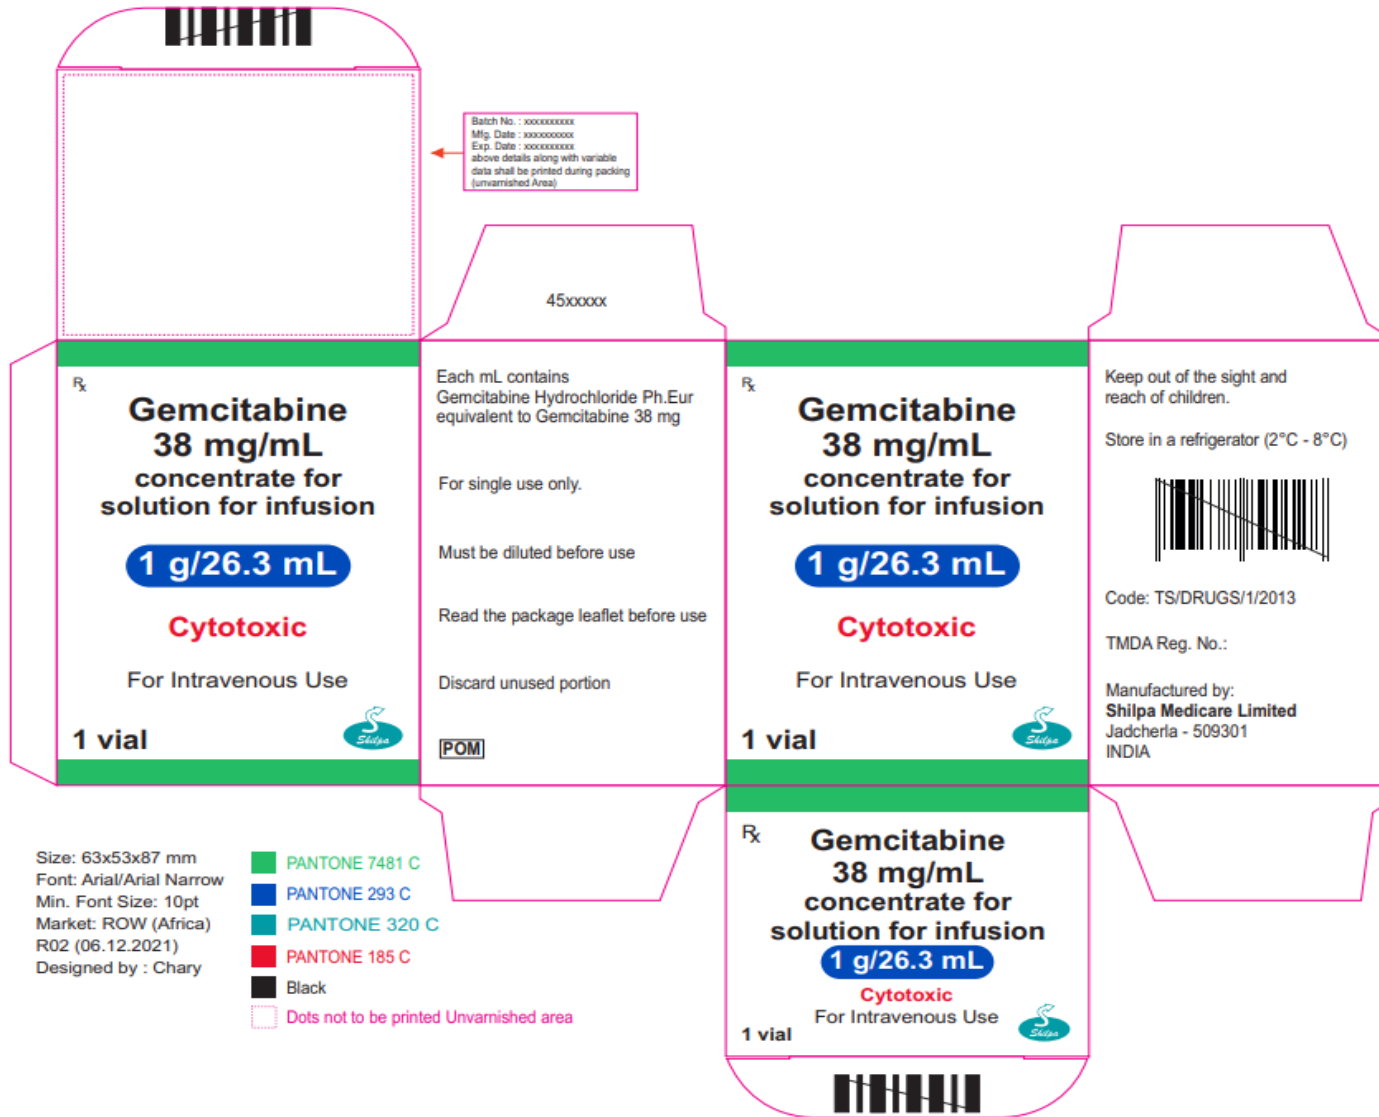 Batch No. : xxxxxxxxxx
Mfg. Date : xxxxxxxxxx
Exp. Date : xxxxxxxxxx
above details along with variable
data shall be printed during packing
(unvarnished Area)
45xxxxx
Rx
Gemcitabine
38 mg/mL
concentrate for
solution for infusion
1 g/26.3 mL
Cytotoxic
For Intravenous Use
1 vial
Shilpa
Each mL contains
Gemcitabine Hydrochloride Ph.Eur
equivalent to Gemcitabine 38 mg
For single use only.
Must be diluted before use
Read the package leaflet before use
Discard unused portion
POM
Rx
Gemcitabine
38 mg/mL
concentrate for
solution for infusion
1 g/26.3 mL
Cytotoxic
For Intravenous Use
1 vial
Shilpa
Keep out of the sight and
reach of children.
Store in a refrigerator (2°C - 8°C)
Code: TS/DRUGS/1/2013
TMDA Reg. No.:
Manufactured by:
Shilpa Medicare Limited
Jadcherla - 509301
INDIA
Rx
Gemcitabine
38 mg/mL
concentrate for
solution for infusion
1 g/26.3 mL
Cytotoxic
For Intravenous Use
1 vial
Shilpa
Size: 63x53x87 mm
Font: Arial/Arial Narrow
Min. Font Size: 10pt
Market: ROW (Africa)
R02 (06.12.2021)
Designed by : Chary
PANTONE 7481 C
PANTONE 293 C
PANTONE 320 C
PANTONE 185 C
Black
Dots not to be printed Unvarnished area